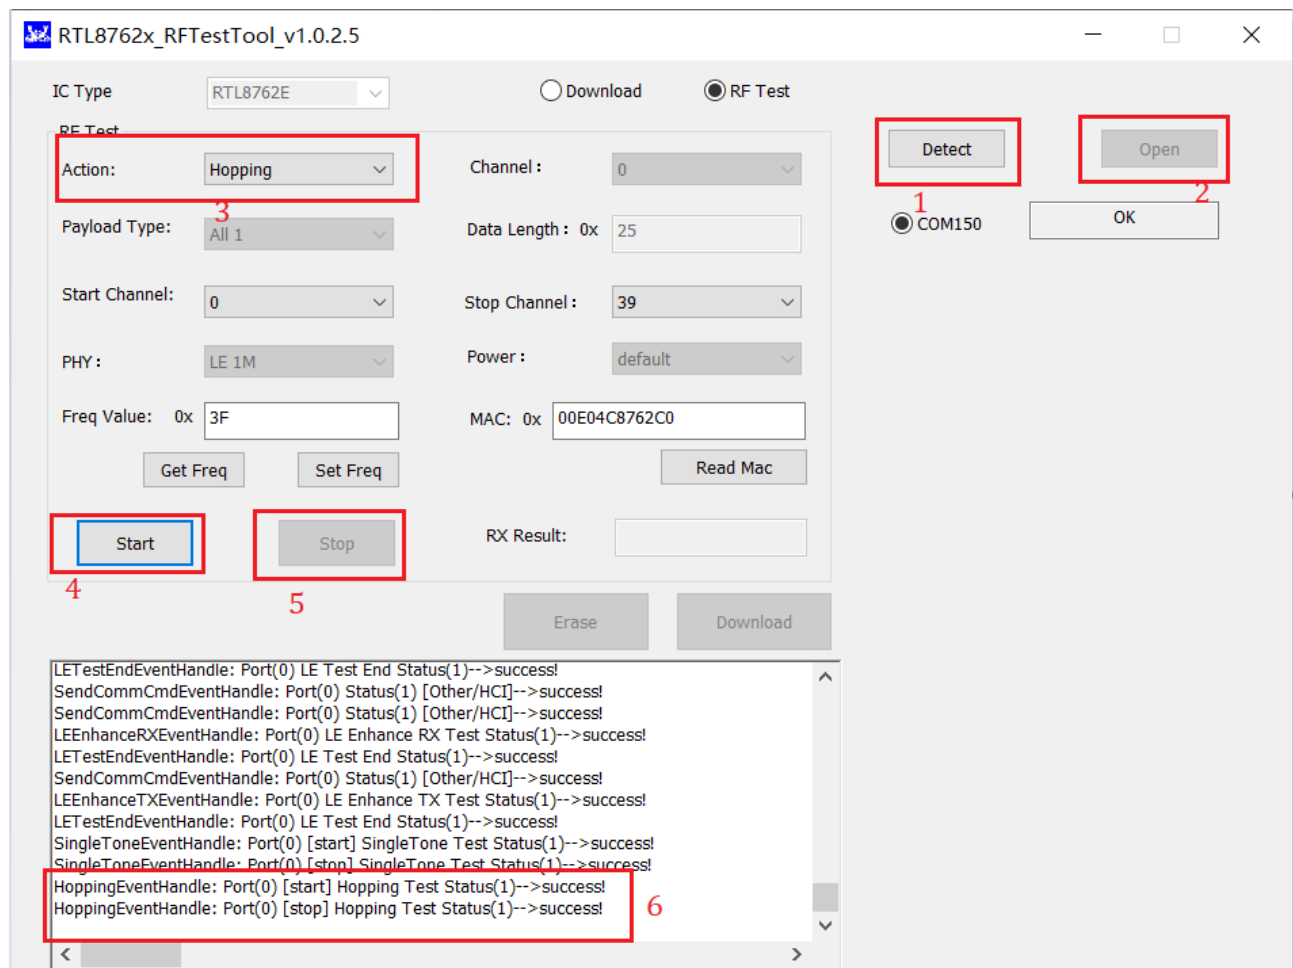 RTL8762x_RFTestTool_v1.0.2.5
IC Type
RTL8762E
Download
RF Test
RF Test
Action:
Hopping
3
Channel :
0
Detect
1
Open
2
Payload Type:
All 1
Data Length : 0x
25
COM150
OK
Start Channel:
0
Stop Channel :
39
PHY :
LE 1M
Power :
default
Freq Value: 0x
3F
MAC: 0x
00E04C8762C0
Get Freq
Set Freq
Read Mac
Start
4
Stop
5
RX Result:
Erase
Download
LETestEndEventHandle: Port(0) LE Test End Status(1)-->success!
SendCommCmdEventHandle: Port(0) Status(1) [Other/HCI]-->success!
SendCommCmdEventHandle: Port(0) Status(1) [Other/HCI]-->success!
LEEnhanceRXEventHandle: Port(0) LE Enhance RX Test Status(1)-->success!
LETestEndEventHandle: Port(0) LE Test End Status(1)-->success!
SendCommCmdEventHandle: Port(0) Status(1) [Other/HCI]-->success!
LEEnhanceTXEventHandle: Port(0) LE Enhance TX Test Status(1)-->success!
LETestEndEventHandle: Port(0) LE Test End Status(1)-->success!
SingleToneEventHandle: Port(0) [start] SingleTone Test Status(1)-->success!
SingleToneEventHandle: Port(0) [stop] SingleTone Test Status(1)-->success!
HoppingEventHandle: Port(0) [start] Hopping Test Status(1)-->success!
HoppingEventHandle: Port(0) [stop] Hopping Test Status(1)-->success!
6